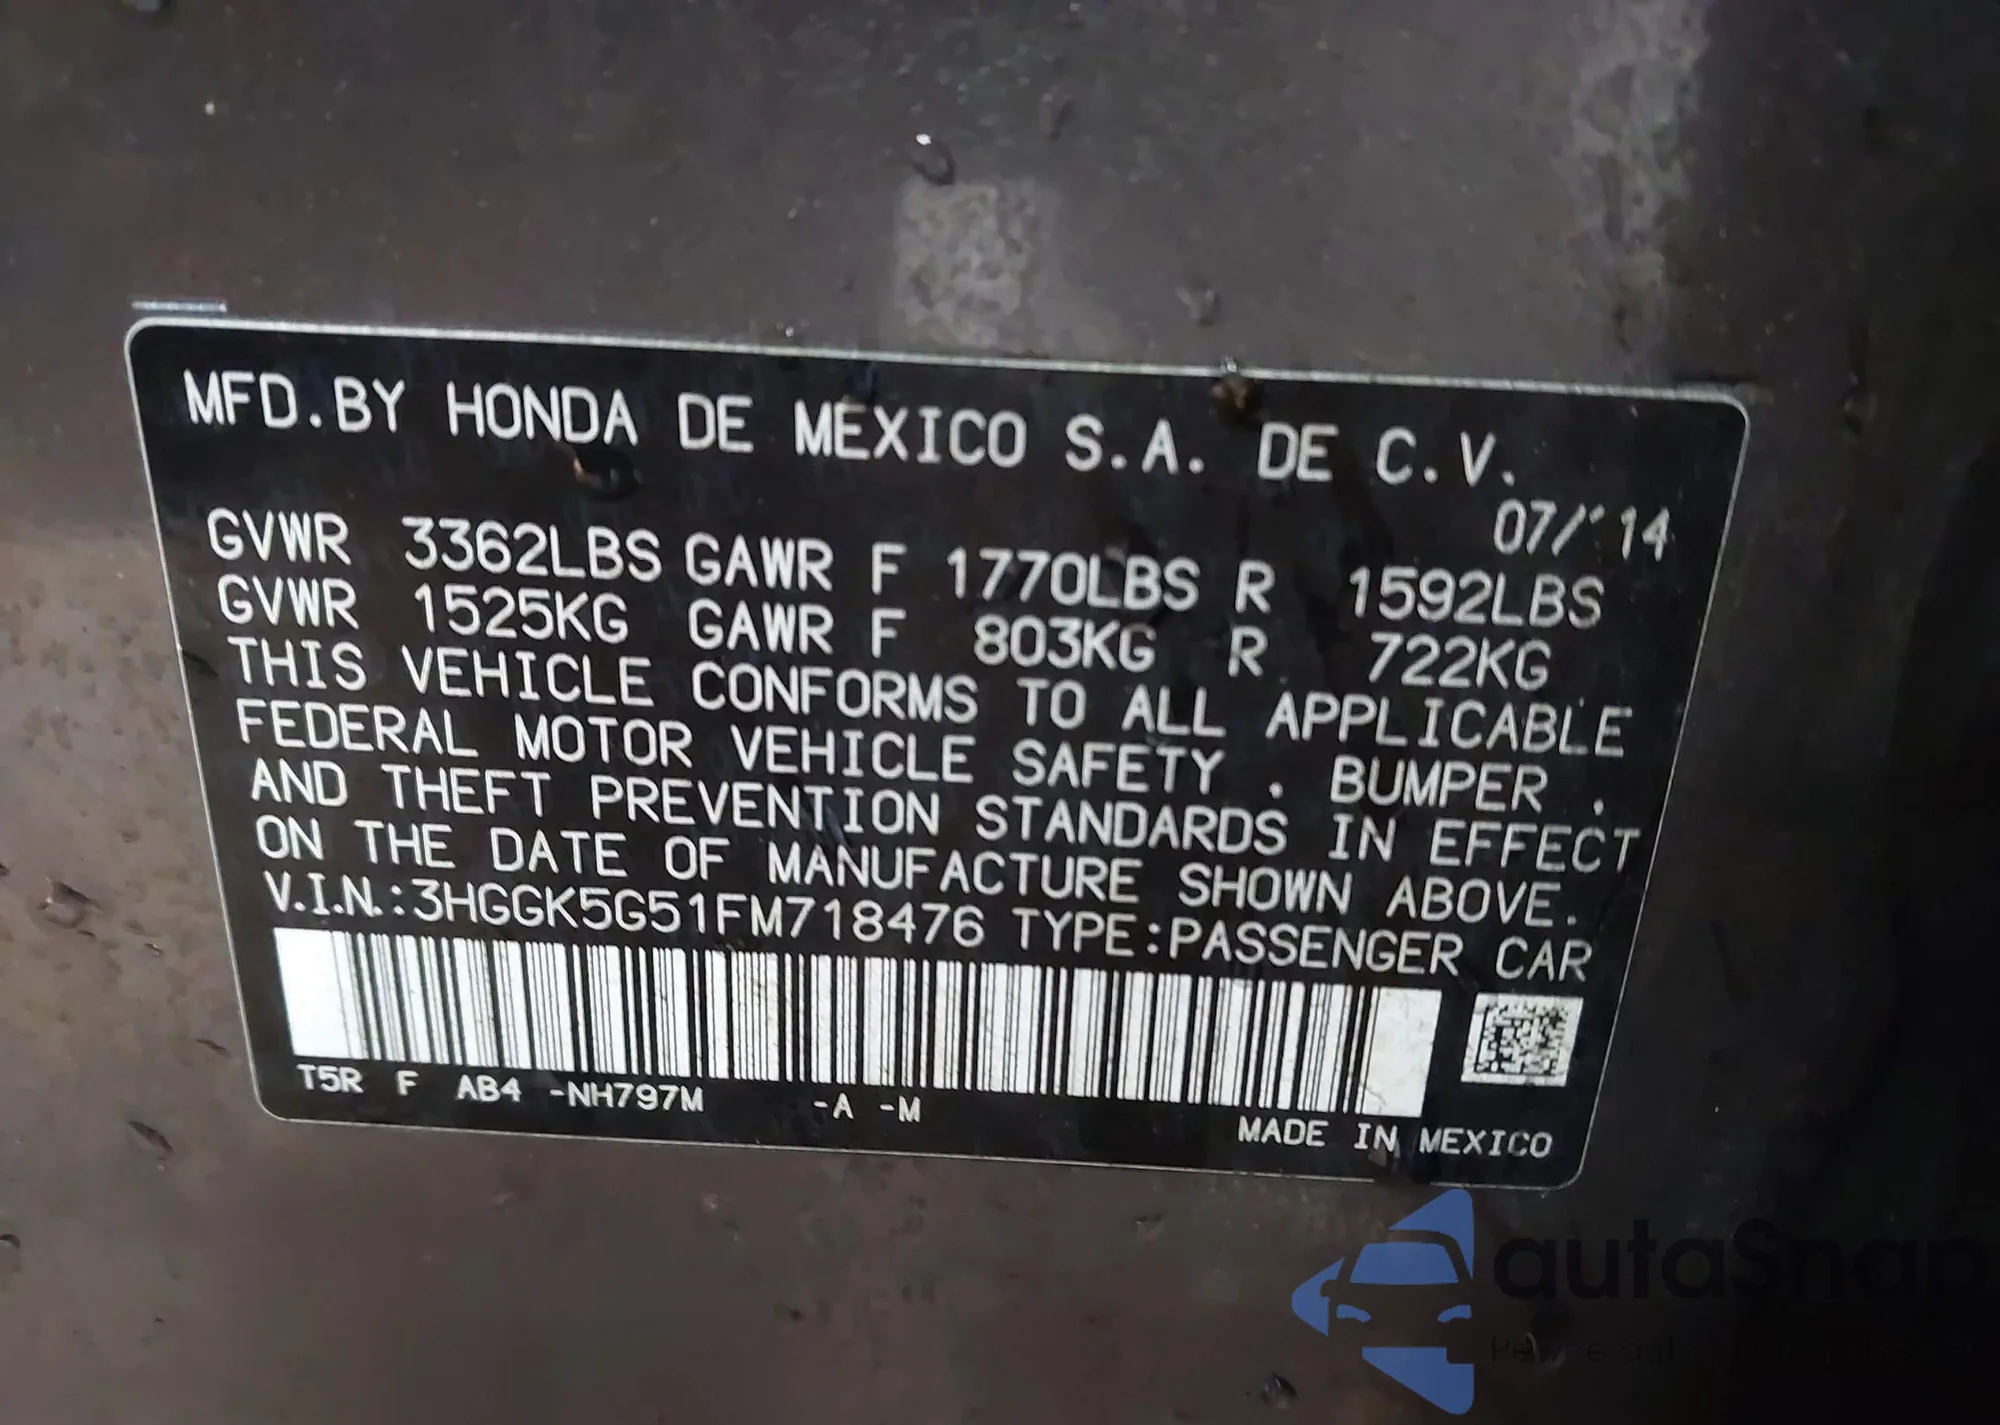 MFD.BY HONDA DE MEXICO S.A. DE C.V.
07/'14
GVWR 3362LBS GAWR F 1770LBS R 1592LBS
GVWR 1525KG GAWR F 803KG R 722KG
THIS VEHICLE CONFORMS TO ALL APPLICABLE
FEDERAL MOTOR VEHICLE SAFETY . BUMPER .
AND THEFT PREVENTION STANDARDS IN EFFECT
ON THE DATE OF MANUFACTURE SHOWN ABOVE.
V.I.N.:3HGGK5G51FM718476 TYPE:PASSENGER CAR
T5R F AB4 -NH797M -A -M
MADE IN MEXICO
autaSnap
Pewne